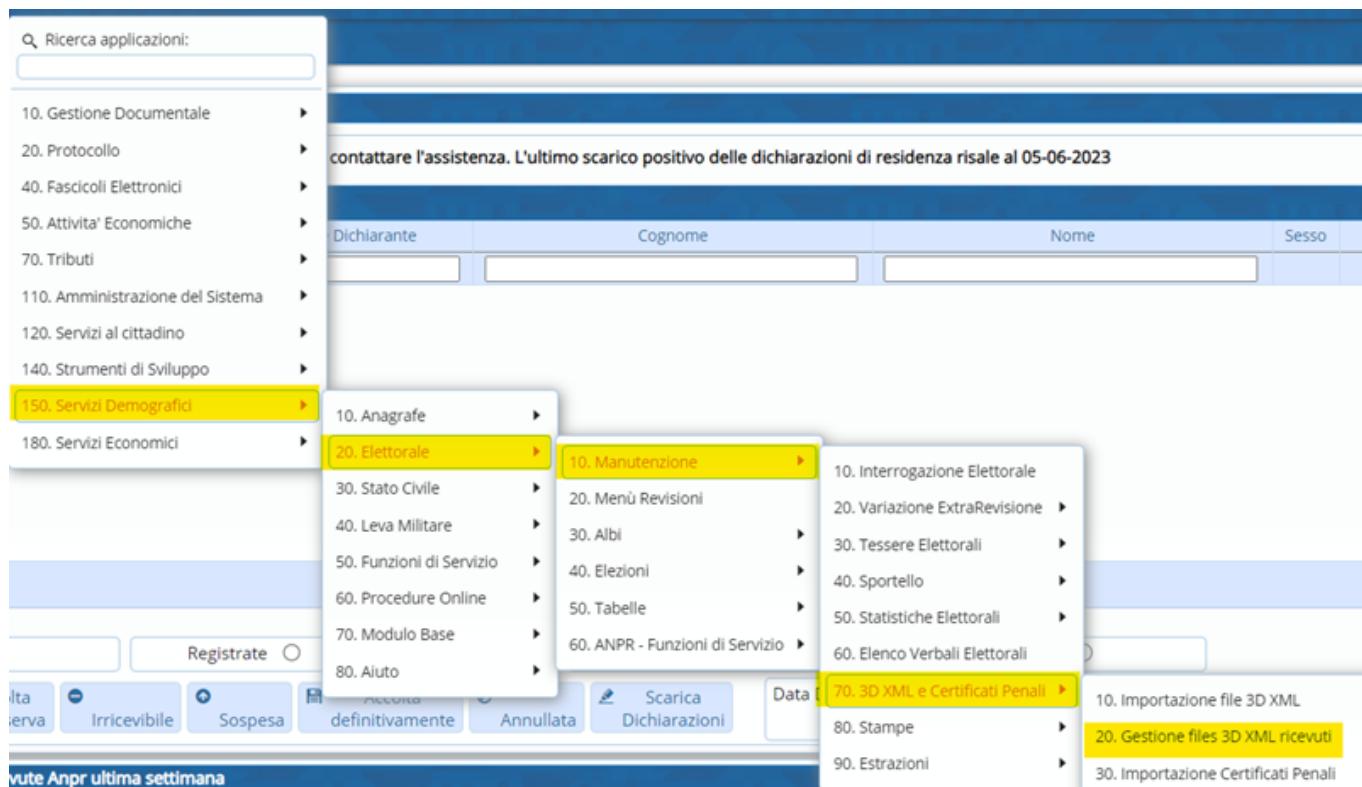 Ricerca applicazioni:
10. Gestione Documentale
20. Protocollo
40. Fascicoli Elettronici
50. Attivita' Economiche
70. Tributi
110. Amministrazione del Sistema
120. Servizi al cittadino
140. Strumenti di Sviluppo
150. Servizi Demografici
180. Servizi Economici
contattare l'assistenza. L'ultimo scarico positivo delle dichiarazioni di residenza risale al 05-06-2023
Dichiarante Cognome Nome Sesso
10. Anagrafe
20. Elettorale
30. Stato Civile
40. Leva Militare
50. Funzioni di Servizio
60. Procedure Online
70. Modulo Base
80. Aiuto
10. Manutenzione
20. Menù Revisioni
30. Albi
40. Elezioni
50. Tabelle
60. ANPR - Funzioni di Servizio
10. Interrogazione Elettorale
20. Variazione ExtraRevisione
30. Tessere Elettorali
40. Sportello
50. Statistiche Elettorali
60. Elenco Verbali Elettorali
70. 3D XML e Certificati Penali
80. Stampe
90. Estrazioni
10. Importazione file 3D XML
20. Gestione files 3D XML ricevuti
30. Importazione Certificati Penali
Registrate
lta
serva
Irricevibile
Sospesa
Accolta
definitivamente
Annullata
Scarica
Dichiarazioni
Data
vute Anpr ultima settimana